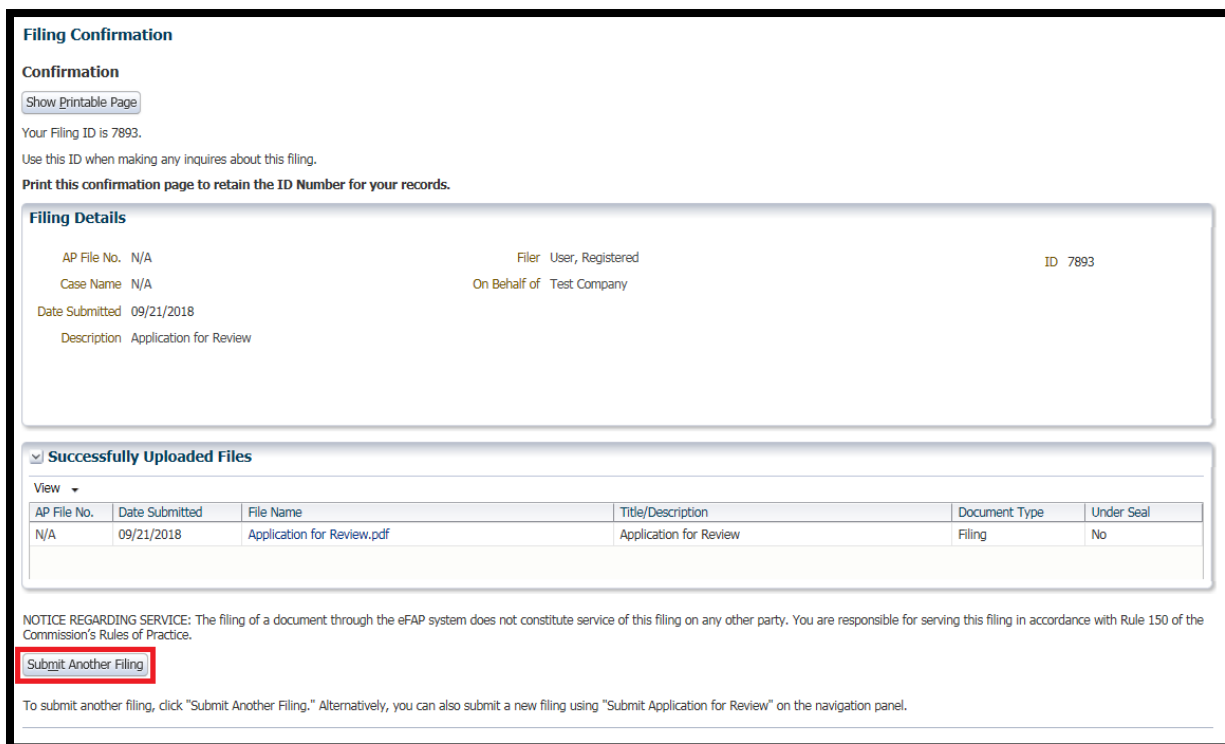 Filing Confirmation
Confirmation
Show Printable Page
Your Filing ID is 7893.
Use this ID when making any inquires about this filing.
Print this confirmation page to retain the ID Number for your records.
Filing Details
AP File No. N/A Filer User, Registered ID 7893
Case Name N/A On Behalf of Test Company
Date Submitted 09/21/2018
Description Application for Review
Successfully Uploaded Files
View
AP File No. Date Submitted File Name Title/Description Document Type Under Seal
N/A 09/21/2018 Application for Review.pdf Application for Review Filing No
NOTICE REGARDING SERVICE: The filing of a document through the eFAP system does not constitute service of this filing on any other party. You are responsible for serving this filing in accordance with Rule 150 of the
Commission's Rules of Practice.
Submit Another Filing
To submit another filing, click "Submit Another Filing." Alternatively, you can also submit a new filing using "Submit Application for Review" on the navigation panel.